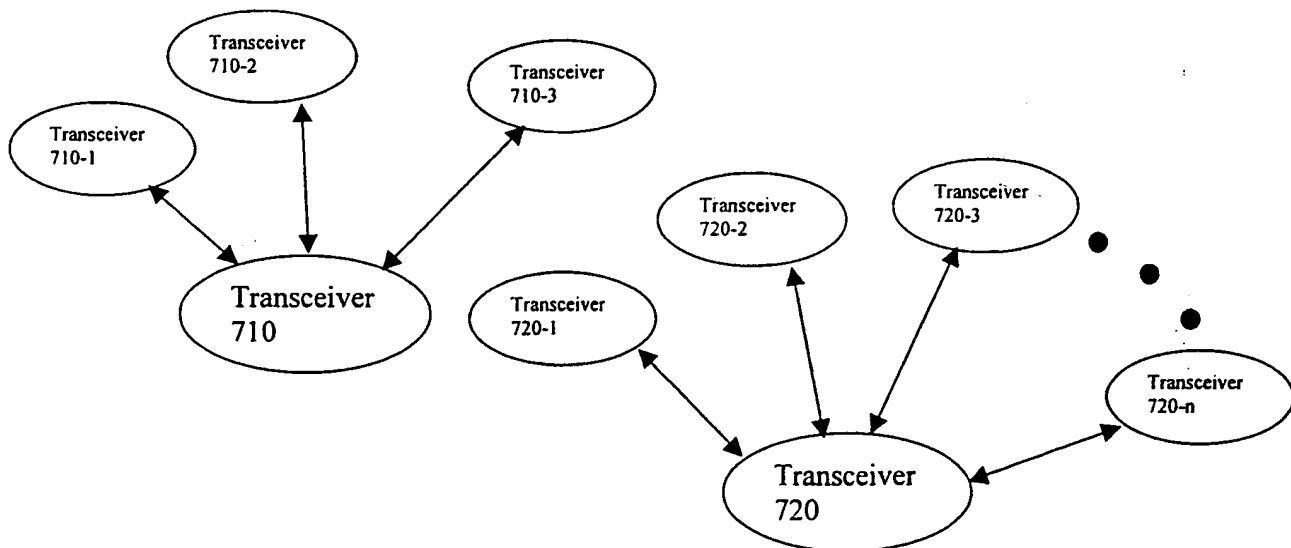 Transceiver
710-2
Transceiver
710-3
Transceiver
710-1
Transceiver
710
Transceiver
720-3
Transceiver
720-2
Transceiver
720-1
Transceiver
720-n
Transceiver
720